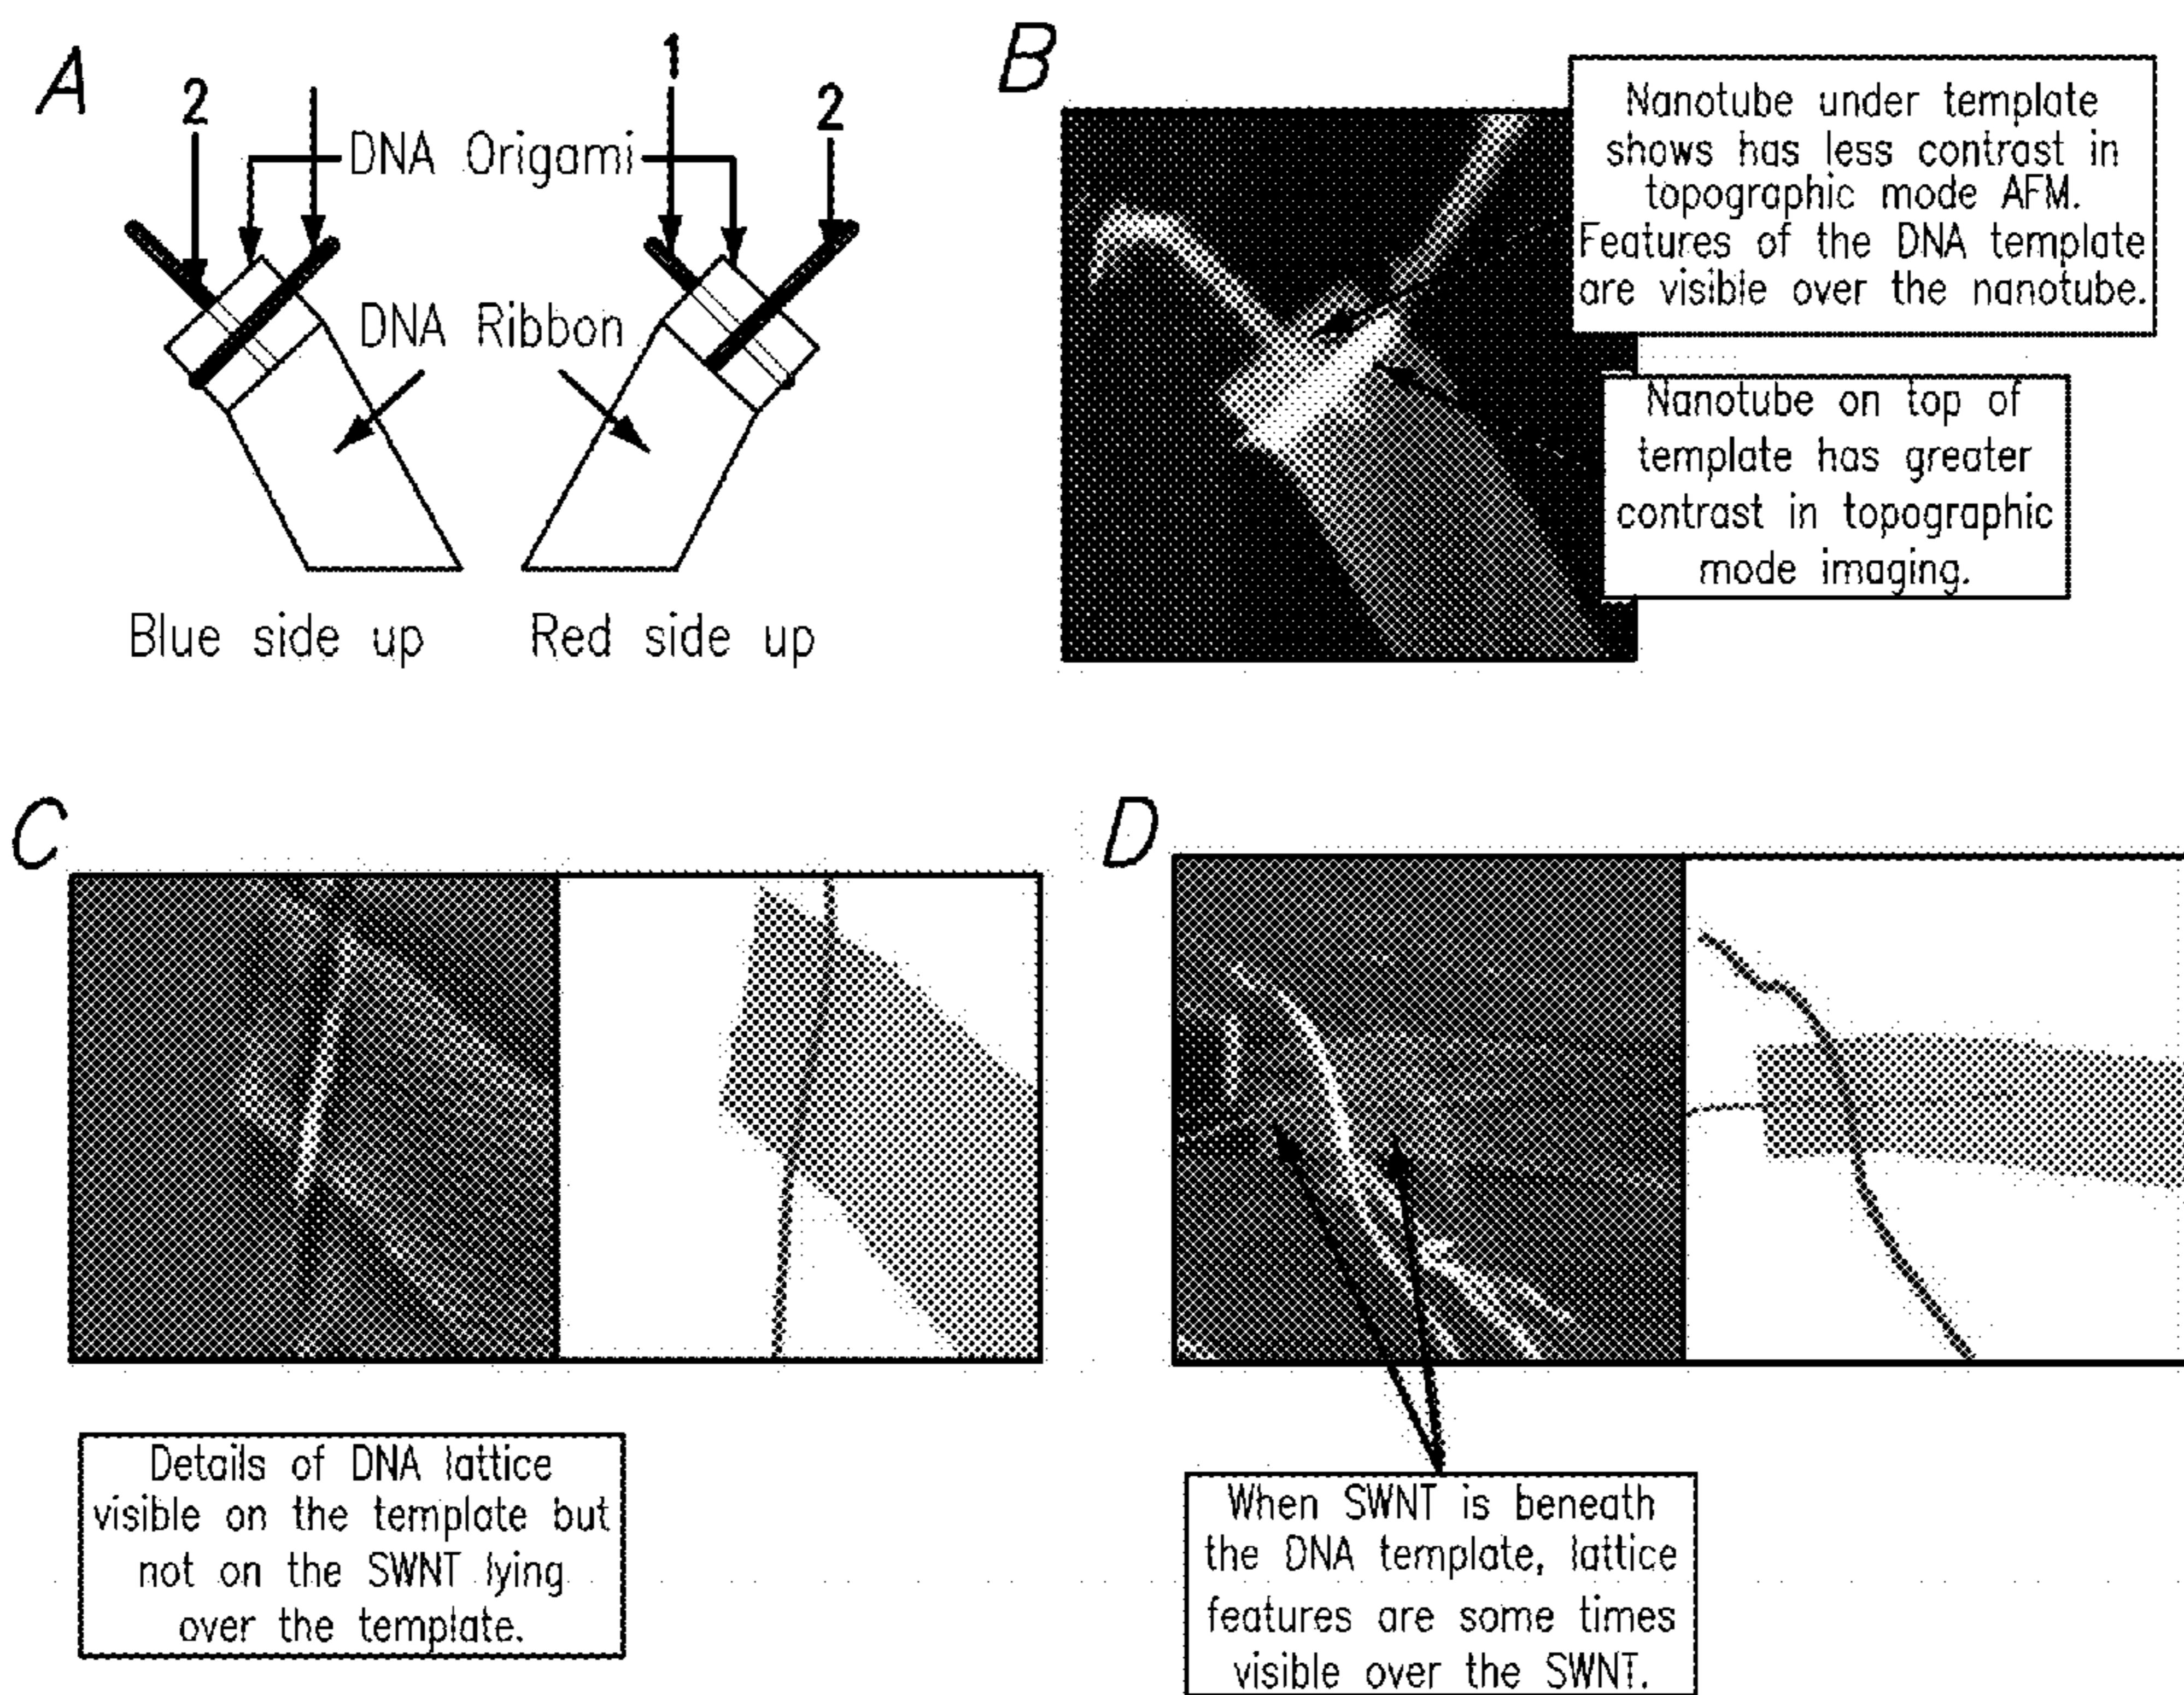 A
2
1
2
DNA Origami
DNA Ribbon
Blue side up
Red side up
B
Nanotube under template
shows has less contrast in
topographic mode AFM.
Features of the DNA template
are visible over the nanotube.
Nanotube on top of
template has greater
contrast in topographic
mode imaging.
C
Details of DNA lattice
visible on the template but
not on the SWNT lying
over the template.
D
When SWNT is beneath
the DNA template, lattice
features are some times
visible over the SWNT.